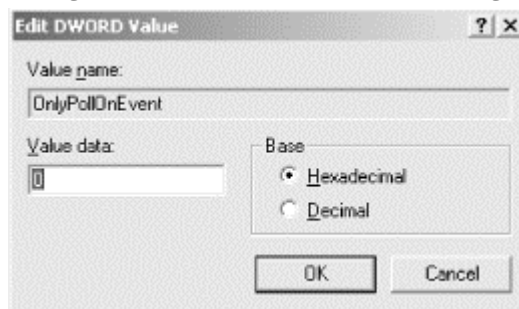 Edit DWORD Value
Value name:
OnlyPollOnEvent
Value data:
0
Base
Hexadecimal
Decimal
OK
Cancel